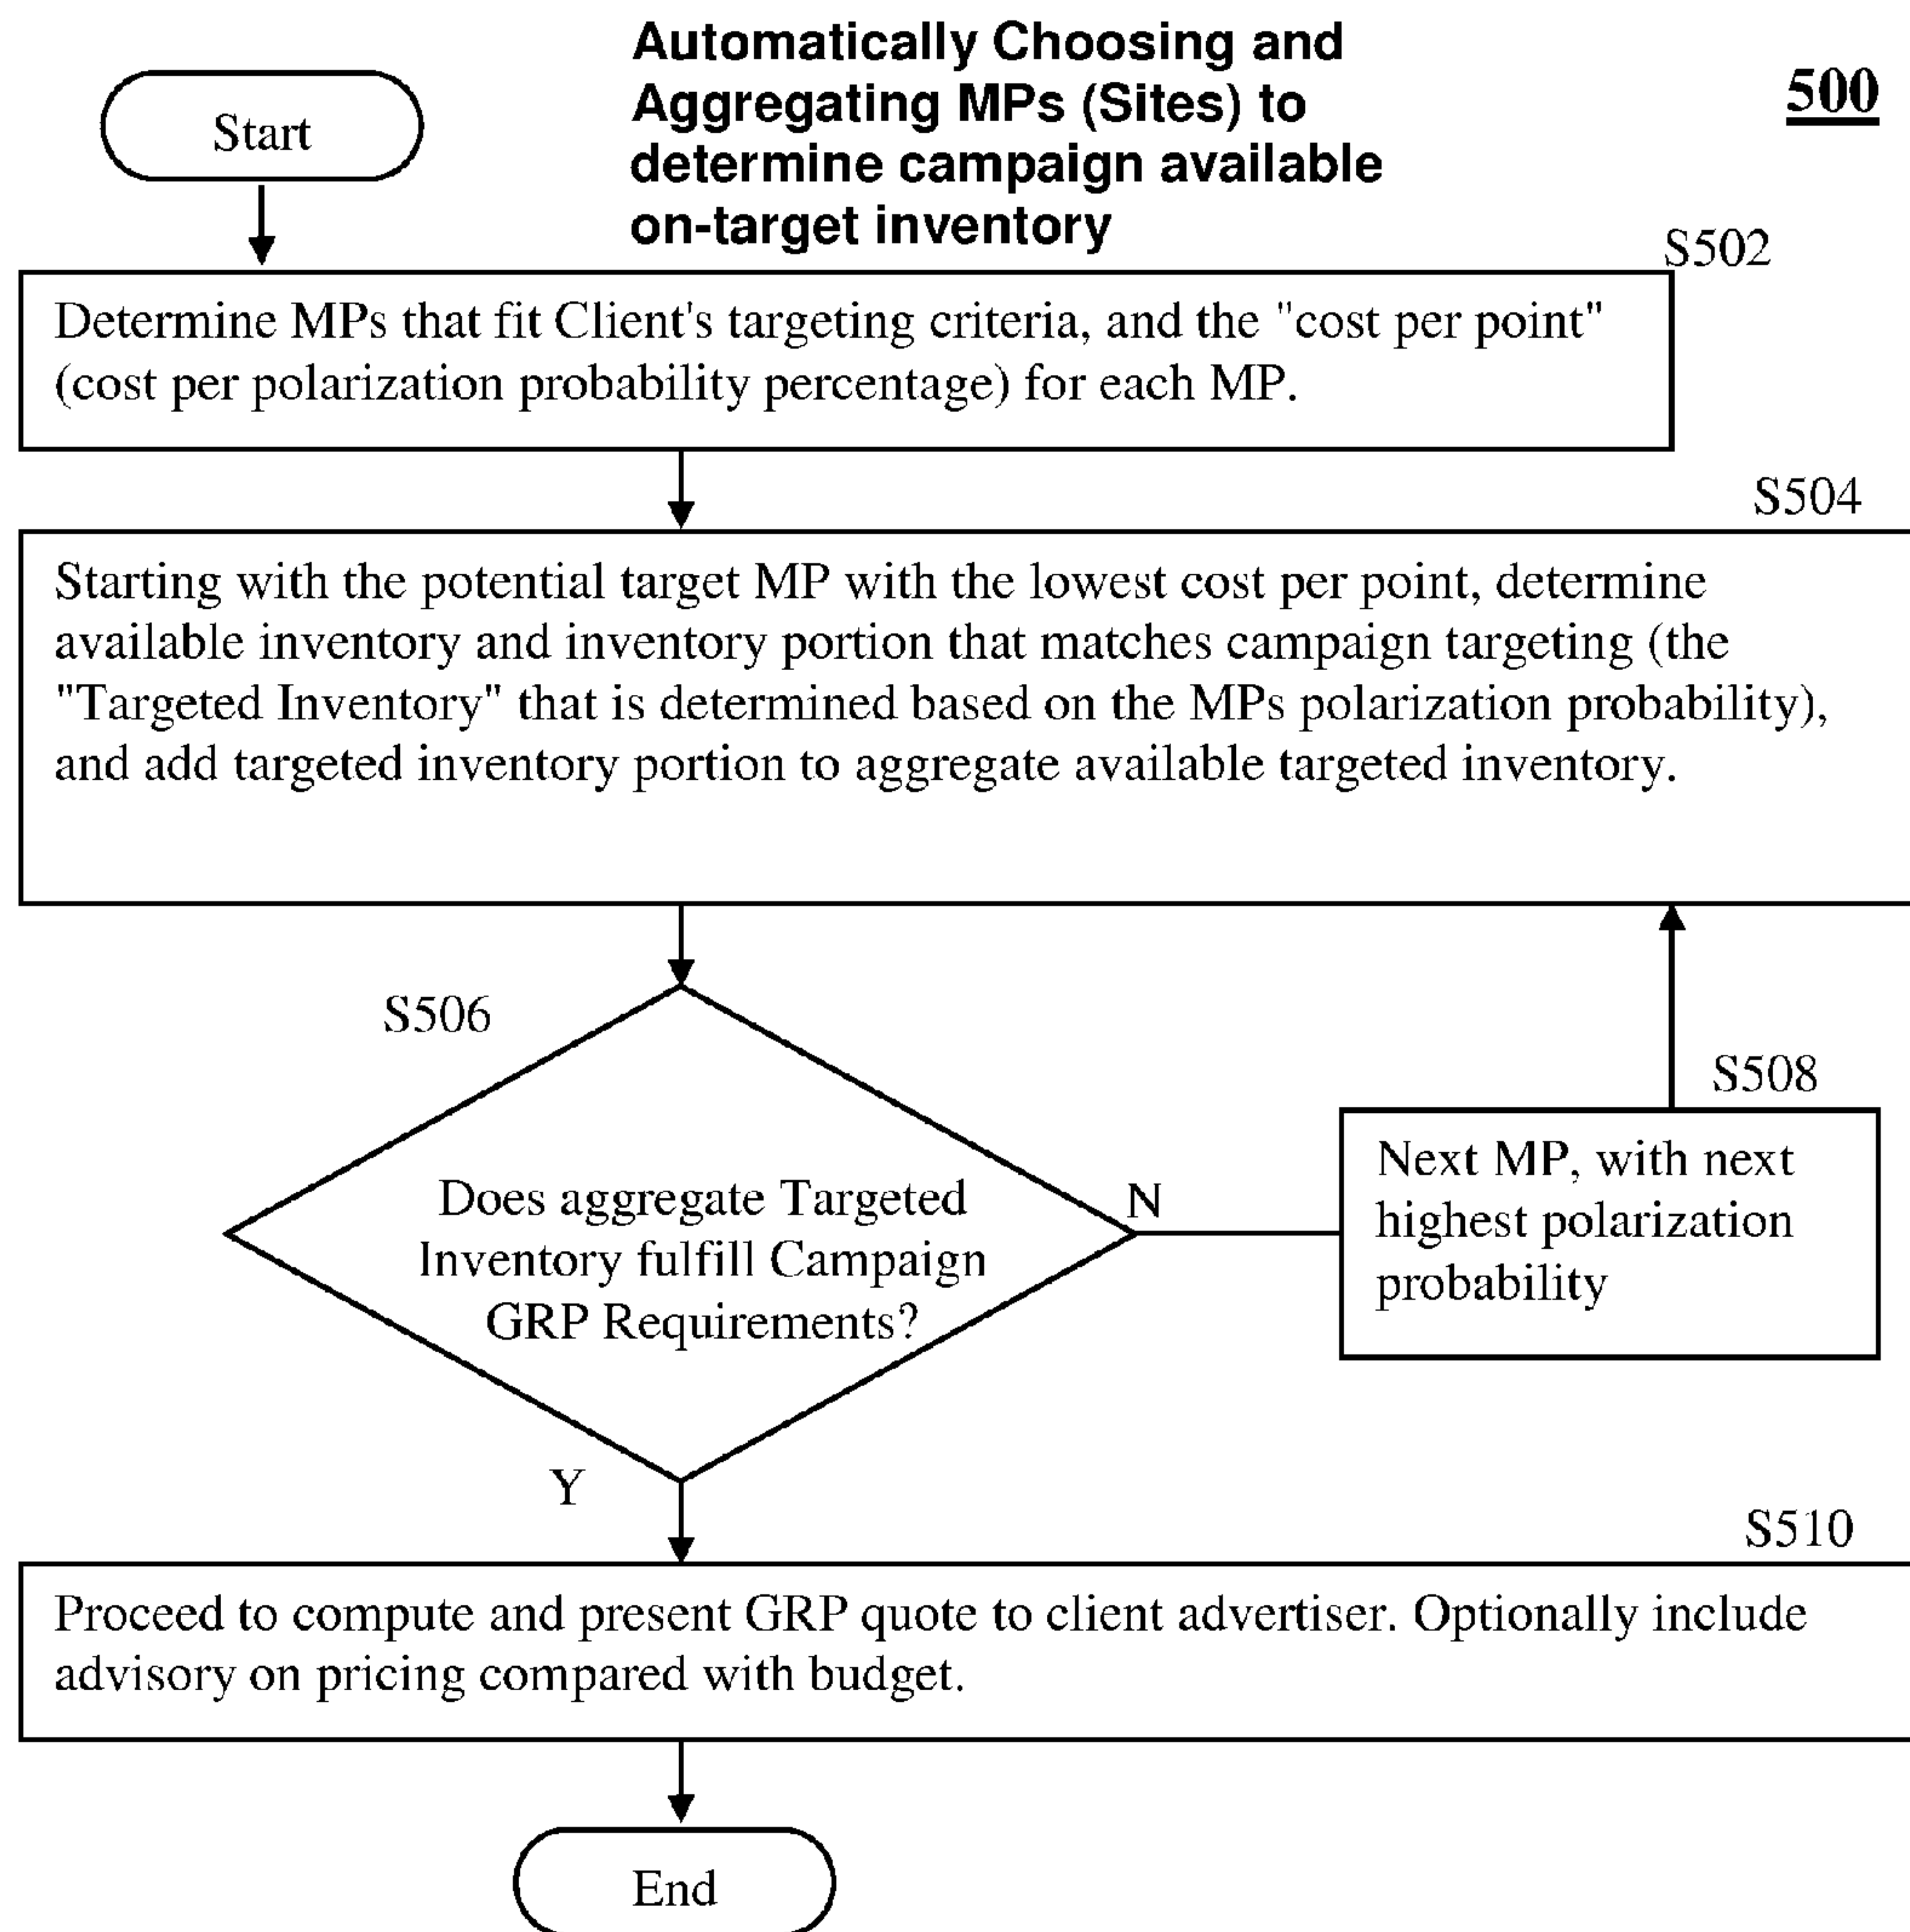 Automatically Choosing and
Aggregating MPs (Sites) to
determine campaign available
on-target inventory
500
Start
S502
Determine MPs that fit Client's targeting criteria, and the "cost per point"
(cost per polarization probability percentage) for each MP.
S504
Starting with the potential target MP with the lowest cost per point, determine
available inventory and inventory portion that matches campaign targeting (the
"Targeted Inventory" that is determined based on the MPs polarization probability),
and add targeted inventory portion to aggregate available targeted inventory.
S506
Does aggregate Targeted
Inventory fulfill Campaign
GRP Requirements?
N
S508
Next MP, with next
highest polarization
probability
Y
S510
Proceed to compute and present GRP quote to client advertiser. Optionally include
advisory on pricing compared with budget.
End